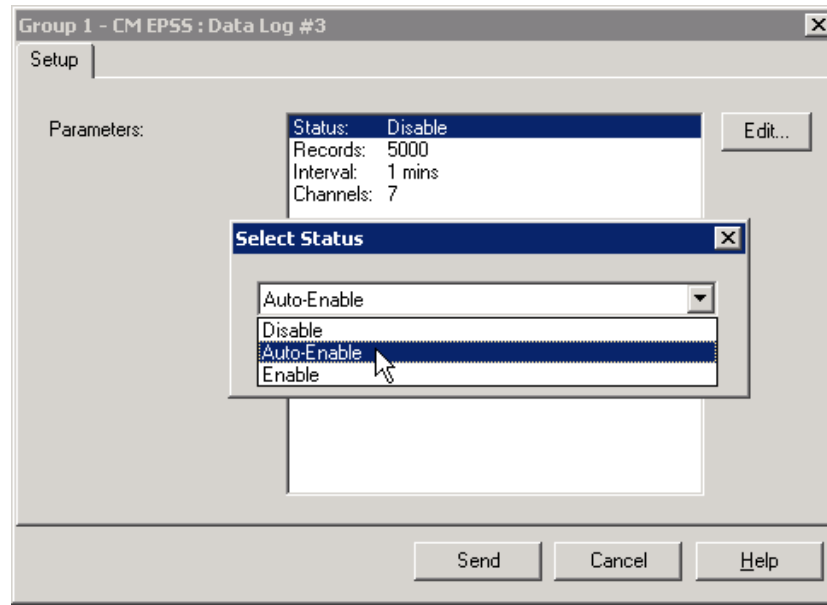 Group 1 - CM EPSS : Data Log #3
Setup
Parameters:
Status: Disable
Records: 5000
Interval: 1 mins
Channels: 7
Edit...
Select Status
Auto-Enable
Disable
Auto-Enable
Enable
Send
Cancel
Help